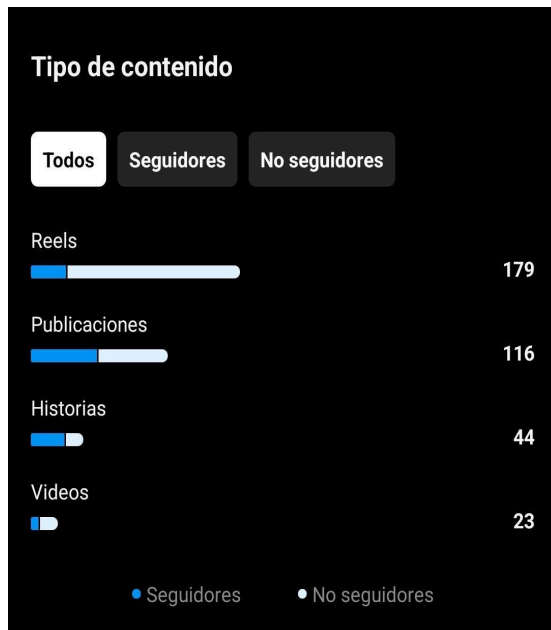 Tipo de contenido
Todos Seguidores No seguidores
Reels
179
Publicaciones
116
Historias
44
Videos
23
Seguidores No seguidores